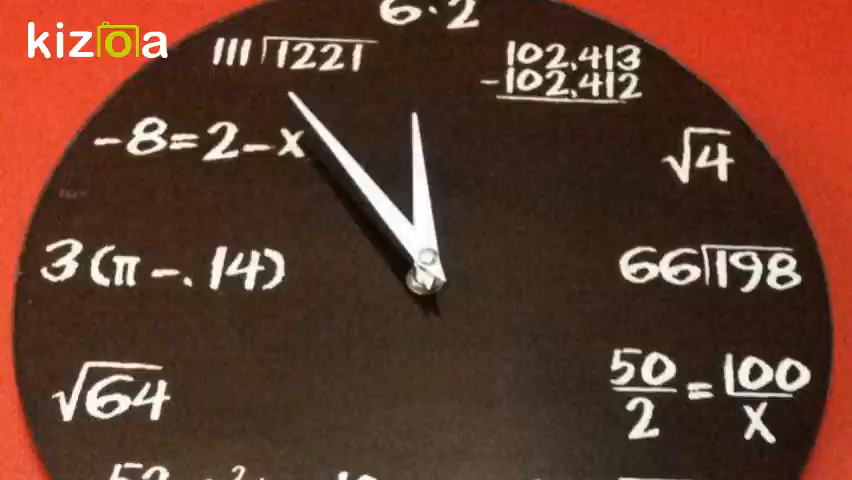 kizoa
6·2
111 1221
102,413
-102,412
-8=2-x
√4
3(π-.14)
66 198
50/2 = 100/x
√64